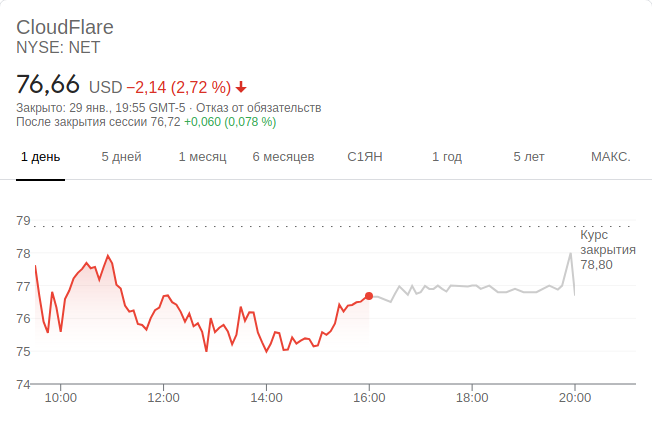 CloudFlare
NYSE: NET
76,66 USD −2,14 (2,72 %)
Закрыто: 29 янв., 19:55 GMT-5 · Отказ от обязательств
После закрытия сессии 76,72 +0,060 (0,078 %)
1 день 5 дней 1 месяц 6 месяцев С1ЯН 1 год 5 лет МАКС.
79
Курс
закрытия
78,80
78
77
76
75
74
10:00 12:00 14:00 16:00 18:00 20:00